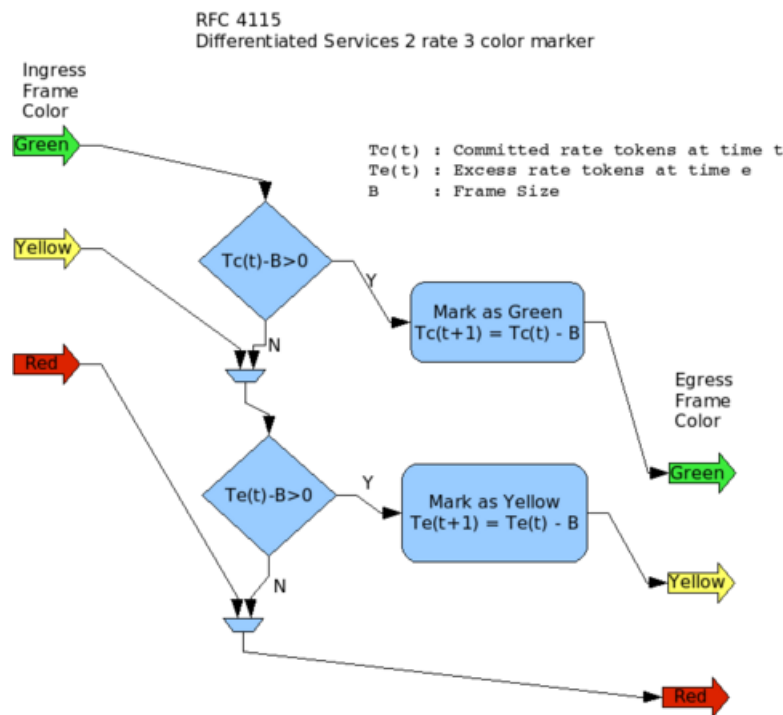 RFC 4115
Differentiated Services 2 rate 3 color marker
Ingress
Frame
Color
Green
Tc(t) : Committed rate tokens at time t
Te(t) : Excess rate tokens at time e
B : Frame Size
Yellow
Tc(t)-B>0
Y
Mark as Green
Tc(t+1) = Tc(t) - B
N
Red
Egress
Frame
Color
Green
Te(t)-B>0
Y
Mark as Yellow
Te(t+1) = Te(t) - B
Yellow
N
Red